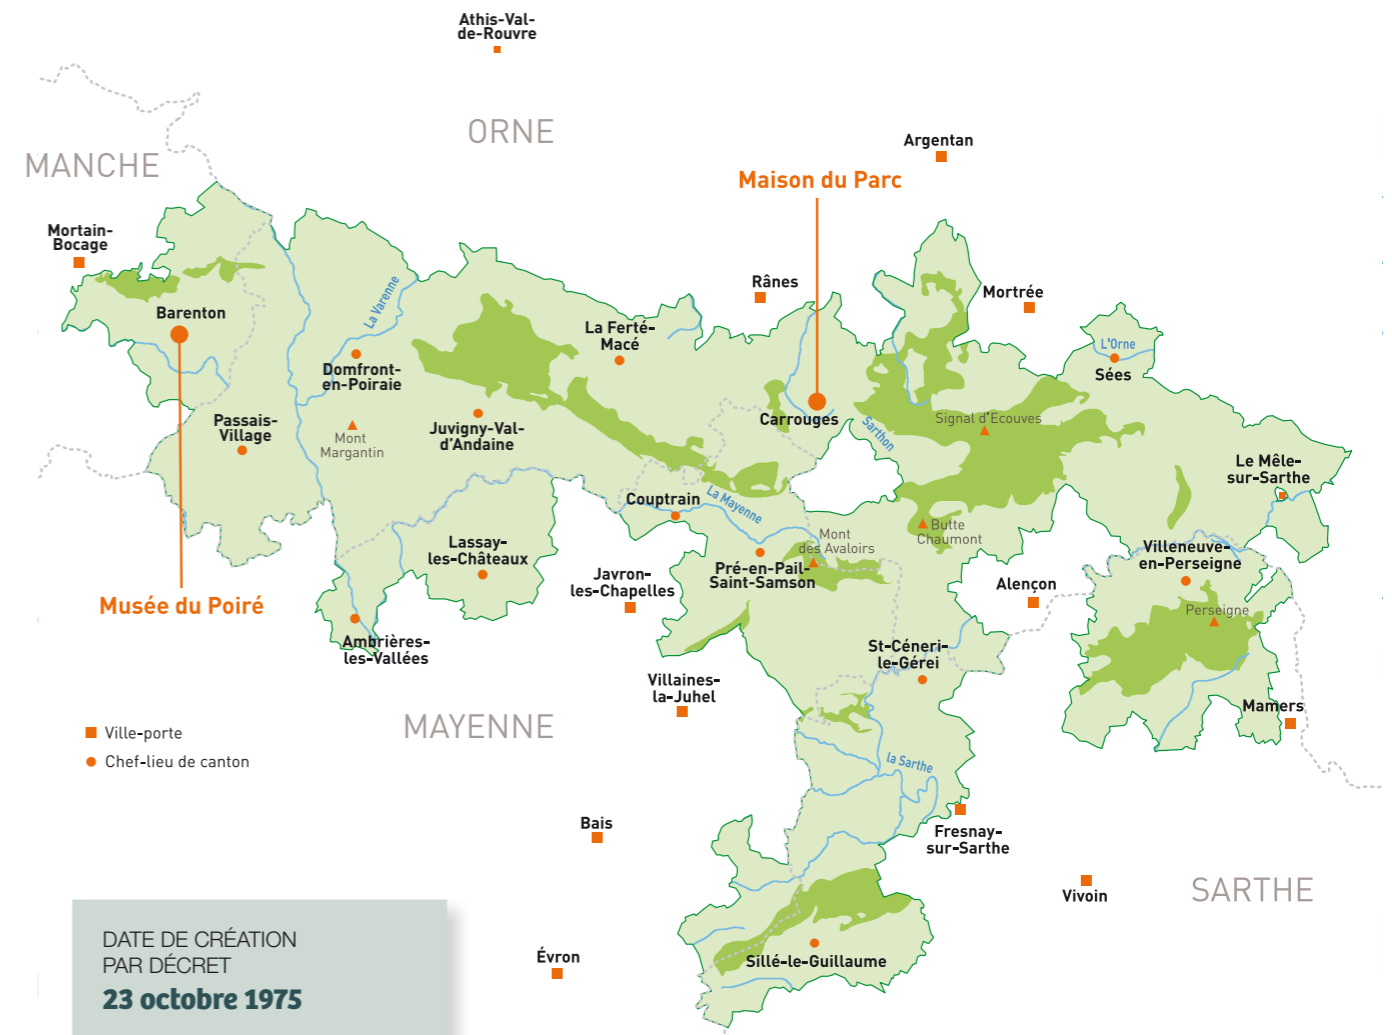 Athis-Val-
de-Rouvre
ORNE
Argentan
MANCHE
Maison du Parc
Mortain-
Bocage
Rânes
Mortrée
La Varenne
Barenton
La Ferté-
Macé
L'Orne
Sées
Domfront-
en-Poiraie
Carrouges
Sarthon
Signal d'Ecouves
Passais-
Village
Mont
Margantin
Juvigny-Val-
d'Andaine
Le Mêle-
sur-Sarthe
Couptrain
La Mayenne
Butte
Chaumont
Mont
des Avaloirs
Lassay-
les-Châteaux
Villeneuve-
en-Perseigne
Javron-
les-Chapelles
Pré-en-Pail-
Saint-Samson
Alençon
Musée du Poiré
Perseigne
Ambrières-
les-Vallées
St-Céneri-
le-Gérei
Villaines-
la-Juhel
Mamers
MAYENNE
Ville-porte
Chef-lieu de canton
la Sarthe
Bais
Fresnay-
sur-Sarthe
Vivoin
SARTHE
Évron
Sillé-le-Guillaume
DATE DE CRÉATION
PAR DÉCRET
23 octobre 1975